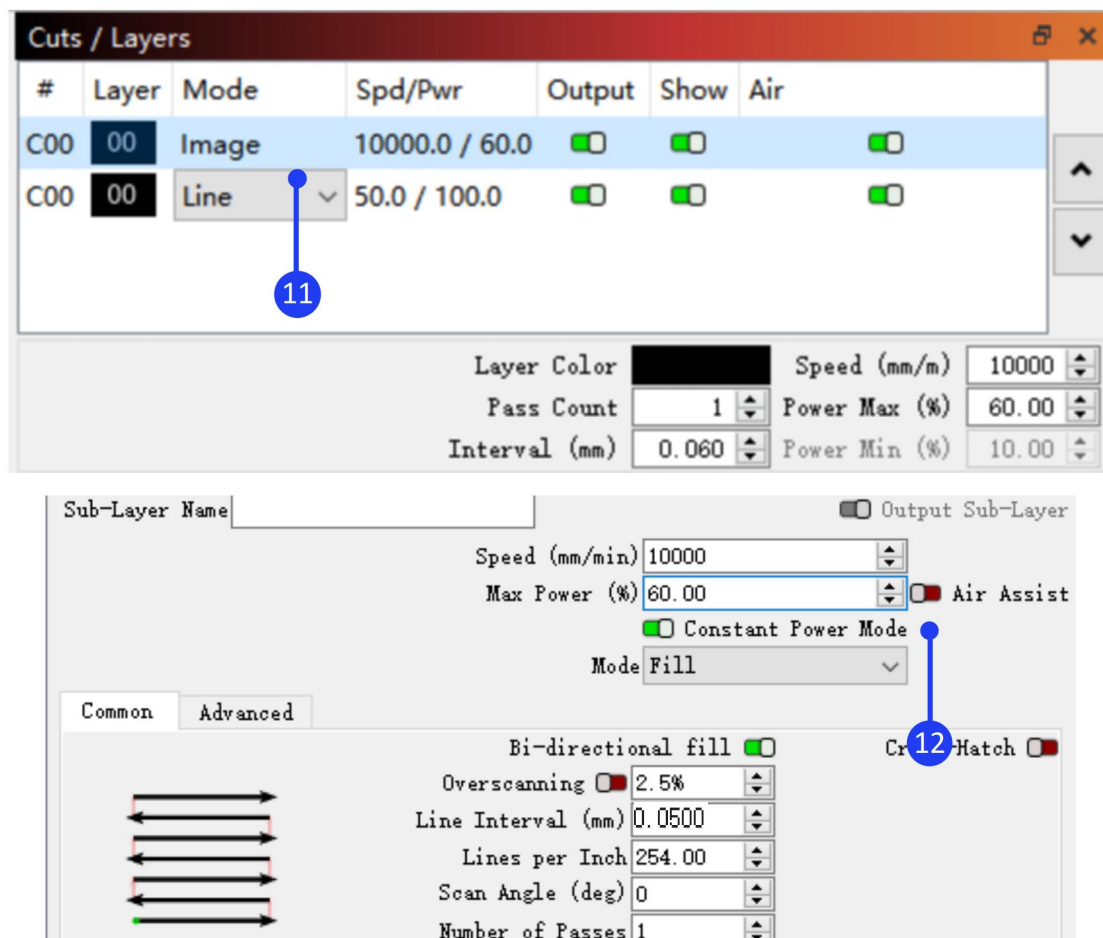 Cuts / Layers
# Layer Mode Spd/Pwr Output Show Air
C00 00 Image 10000.0 / 60.0
C00 00 Line 50.0 / 100.0
11
Layer Color Speed (mm/m) 10000
Pass Count 1 Power Max (%) 60.00
Interval (mm) 0.060 Power Min (%) 10.00
Sub-Layer Name Output Sub-Layer
Speed (mm/min) 10000
Max Power (%) 60.00 Air Assist
Constant Power Mode
Mode Fill
Common Advanced
Bi-directional fill Cr 12 Hatch
Overscanning 2.5%
Line Interval (mm) 0.0500
Lines per Inch 254.00
Scan Angle (deg) 0
Number of Passes 1